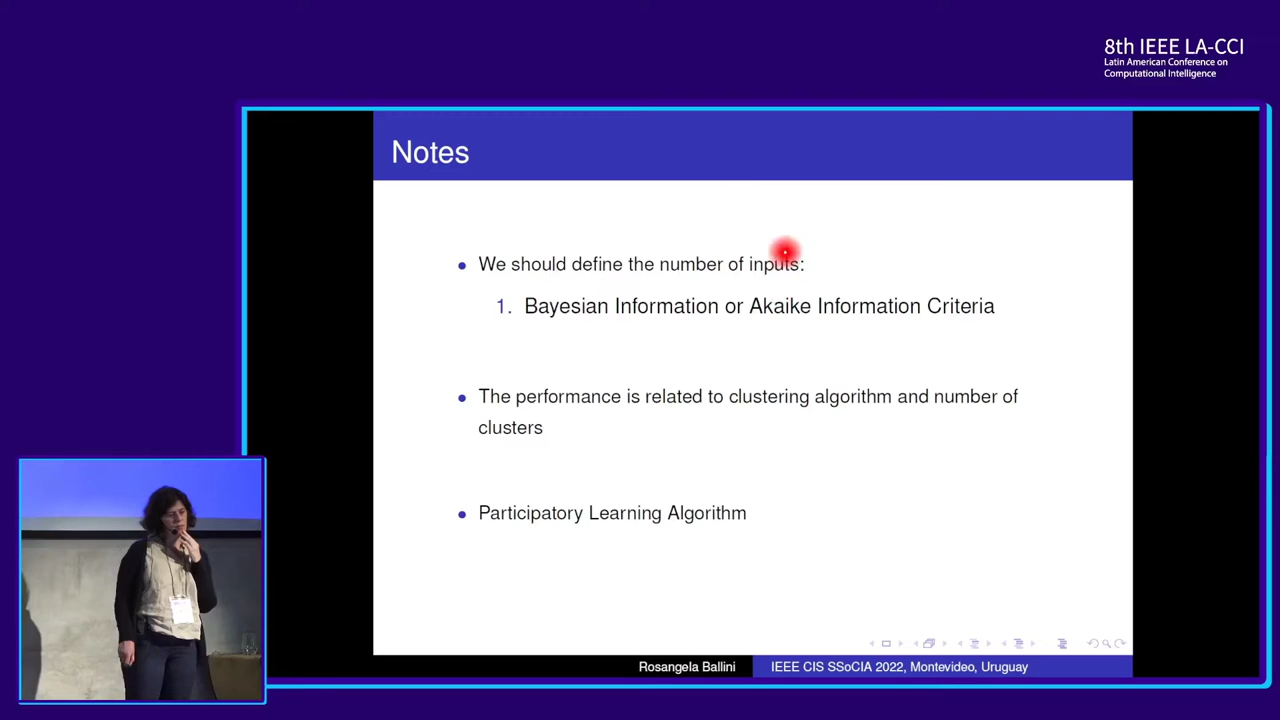 8th IEEE LA-CCI
Latin American Conference on
Computational Intelligence
Notes
• We should define the number of inputs:
1. Bayesian Information or Akaike Information Criteria
• The performance is related to clustering algorithm and number of
clusters
• Participatory Learning Algorithm
Rosangela Ballini
IEEE CIS SSoCIA 2022, Montevideo, Uruguay